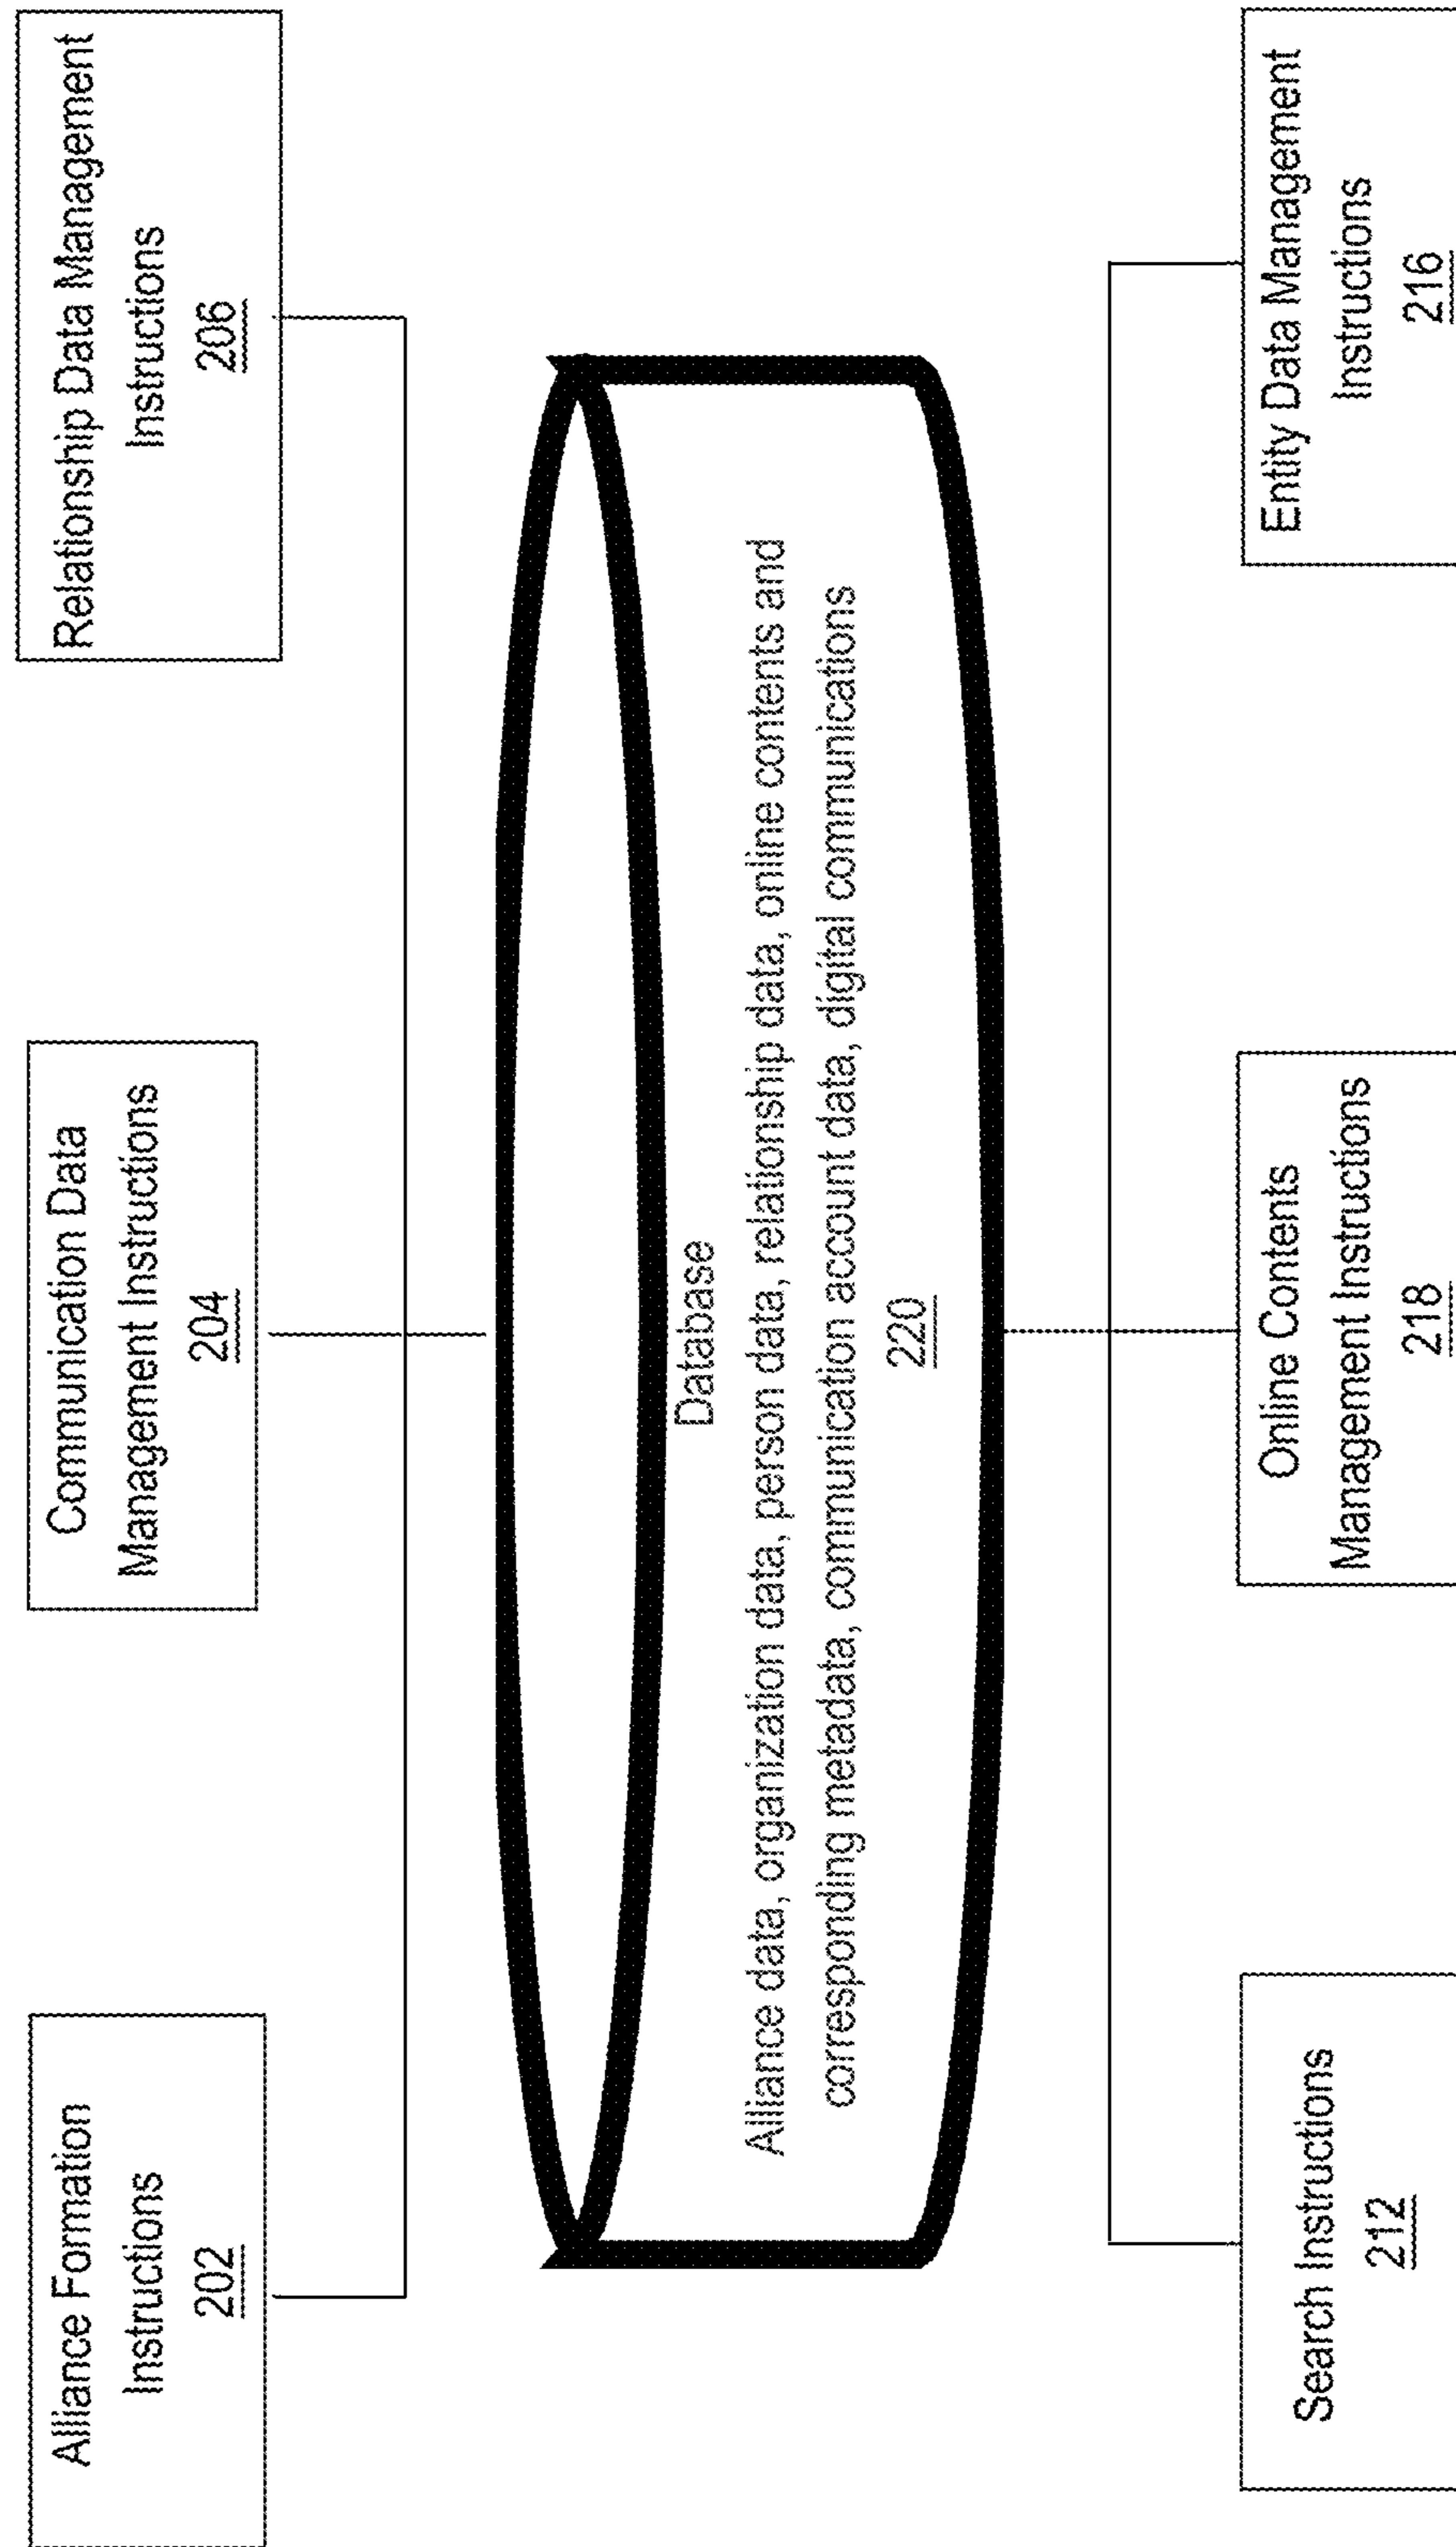 Alliance Formation
Instructions
202
Communication Data
Management Instructions
204
Relationship Data Management
Instructions
206
Database
Alliance data, organization data, person data, relationship data, online contents and
corresponding metadata, communication account data, digital communications
220
Search Instructions
212
Online Contents
Management Instructions
218
Entity Data Management
Instructions
216